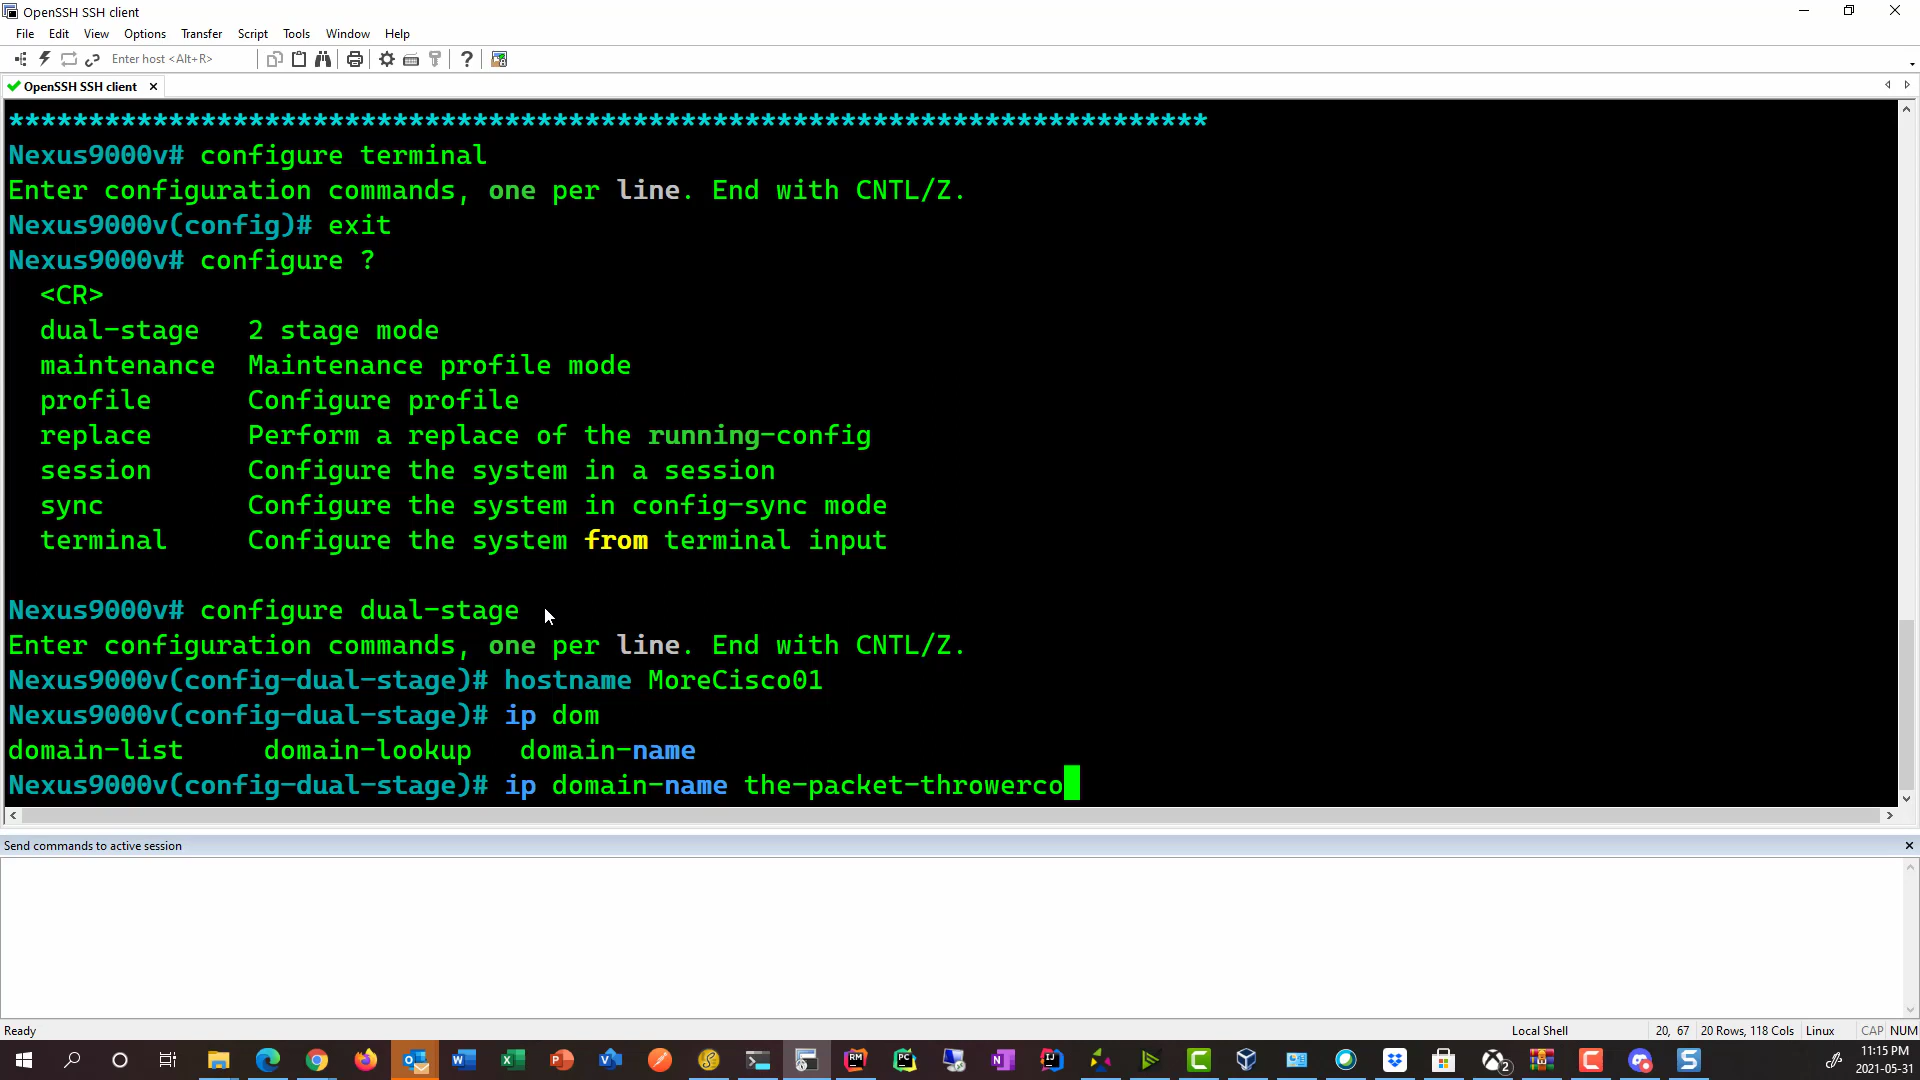 OpenSSH SSH client
File Edit View Options Transfer Script Tools Window Help
Enter host <Alt+R>
OpenSSH SSH client
***************************************************************************
Nexus9000v# configure terminal
Enter configuration commands, one per line. End with CNTL/Z.
Nexus9000v(config)# exit
Nexus9000v# configure ?
<CR>
dual-stage 2 stage mode
maintenance Maintenance profile mode
profile Configure profile
replace Perform a replace of the running-config
session Configure the system in a session
sync Configure the system in config-sync mode
terminal Configure the system from terminal input
Nexus9000v# configure dual-stage
Enter configuration commands, one per line. End with CNTL/Z.
Nexus9000v(config-dual-stage)# hostname MoreCisco01
Nexus9000v(config-dual-stage)# ip dom
domain-list domain-lookup domain-name
Nexus9000v(config-dual-stage)# ip domain-name the-packet-throwerco
Send commands to active session
Ready Local Shell 20, 67 20 Rows, 118 Cols Linux CAP NUM
11:15 PM
2021-05-31